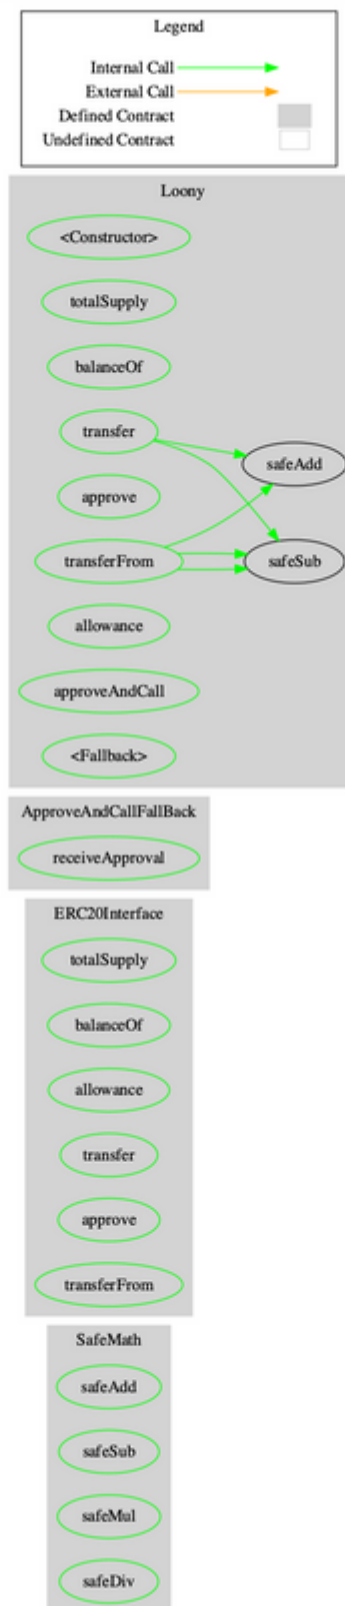 Legend
Internal Call
External Call
Defined Contract
Undefined Contract
Loony
<Constructor>
totalSupply
balanceOf
transfer
safeAdd
approve
transferFrom
safeSub
allowance
approveAndCall
<Fallback>
ApproveAndCallFallBack
receiveApproval
ERC20Interface
totalSupply
balanceOf
allowance
transfer
approve
transferFrom
SafeMath
safeAdd
safeSub
safeMul
safeDiv